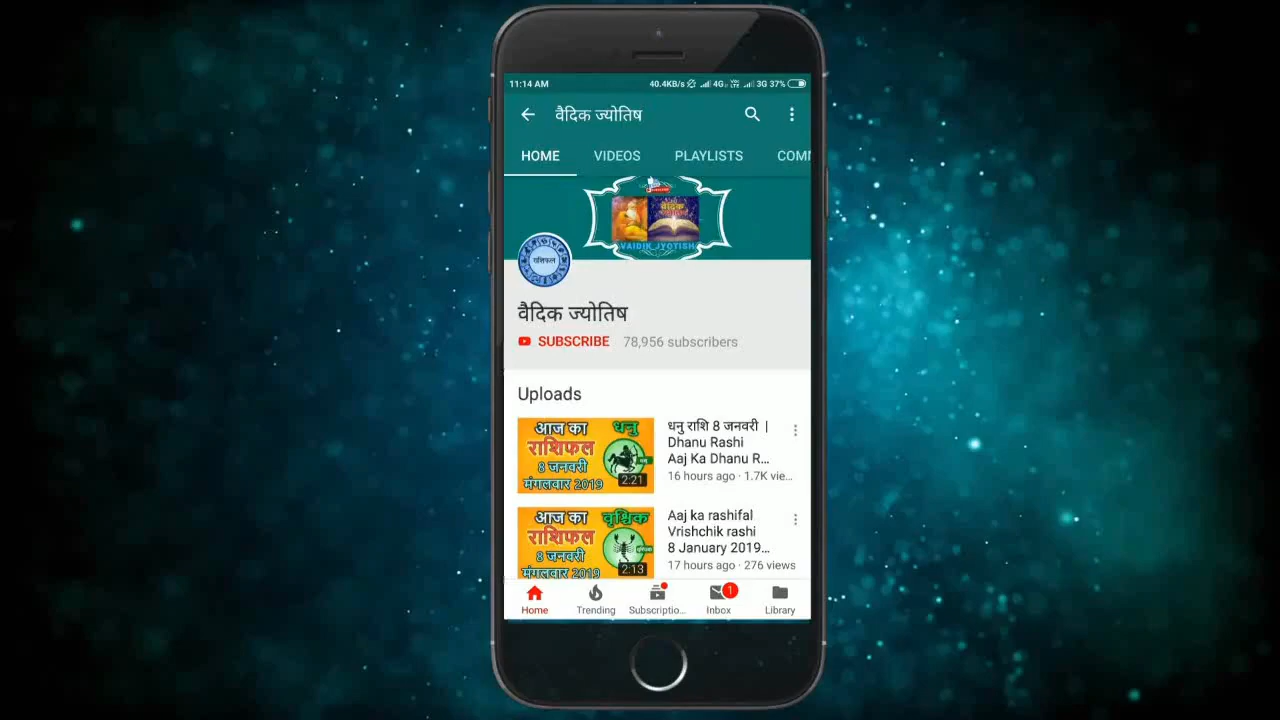 11:14 AM
40.4KB/s 4G 3G 37%
वैदिक ज्योतिष
HOME VIDEOS PLAYLISTS COMM
वैदिक
VAIDIK JYOTISH
राशिफल
वैदिक ज्योतिष
SUBSCRIBE 78,956 subscribers
Uploads
आज का धनु
राशिफल
8 जनवरी
मंगलवार 2019
2:21
धनु राशि 8 जनवरी |
Dhanu Rashi
Aaj Ka Dhanu R...
16 hours ago · 1.7K vie...
आज का वृश्चिक
राशिफल
8 जनवरी
मंगलवार 2019
2:13
Aaj ka rashifal
Vrishchik rashi
8 January 2019...
17 hours ago · 276 views
1
Home Trending Subscriptio... Inbox Library